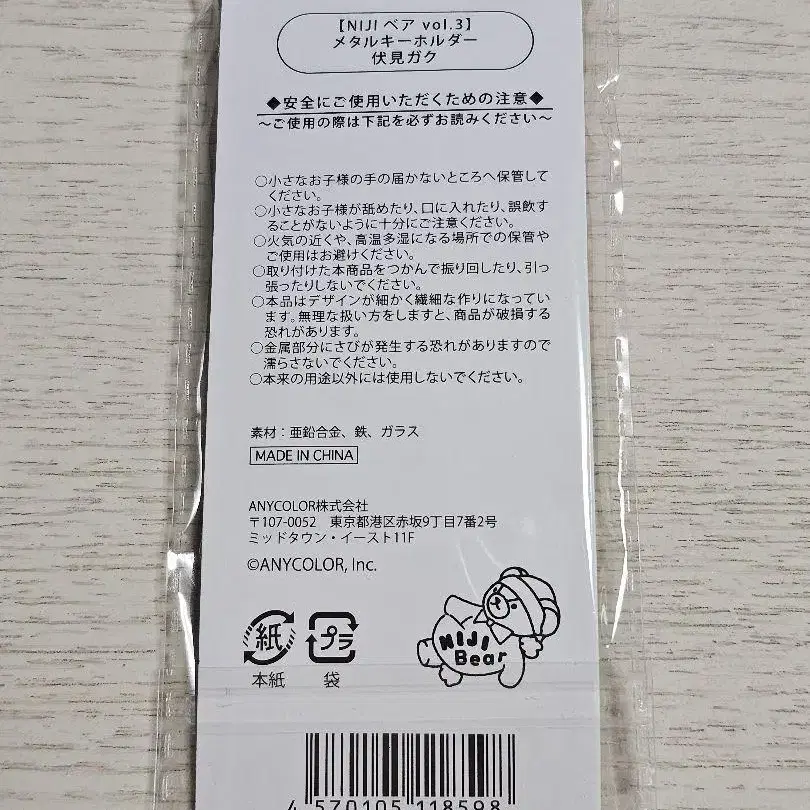 【NIJI ベア vol.3】
メタルキーホルダー
伏見ガク
◆安全にご使用いただくための注意◆
～ご使用の際は下記を必ずお読みください～
○小さなお子様の手の届かないところへ保管して
ください。
○小さなお子様が舐めたり、口に入れたり、誤飲す
ることがないように十分にご注意ください。
○火気の近くや、高温多湿になる場所での保管や
ご使用はお避けください。
○取り付けた本商品をつかんで振り回したり、引っ
張ったりしないでください。
○本品はデザインが細かく繊細な作りになってい
ます。無理な扱い方をしますと、商品が破損する
恐れがあります。
○金属部分にさびが発生する恐れがありますので
濡らさないでください。
○本来の用途以外には使用しないでください。
素材：亜鉛合金、鉄、ガラス
MADE IN CHINA
ANYCOLOR株式会社
〒107-0052 東京都港区赤坂9丁目7番2号
ミッドタウン・イースト11F
©ANYCOLOR, Inc.
紙 プラ
本紙 袋
NIJI
Bear
4 570105 118598